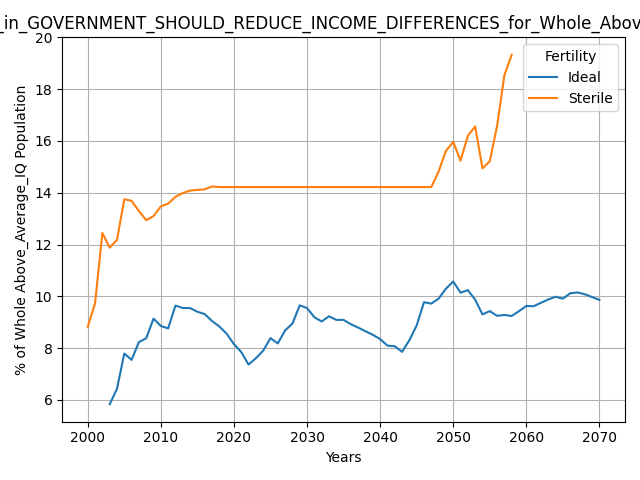 _in_GOVERNMENT_SHOULD_REDUCE_INCOME_DIFFERENCES_for_Whole_Abov
20
18
16
14
12
10
8
6
% of Whole Above_Average_IQ Population
Fertility
Ideal
Sterile
2000 2010 2020 2030 2040 2050 2060 2070
Years